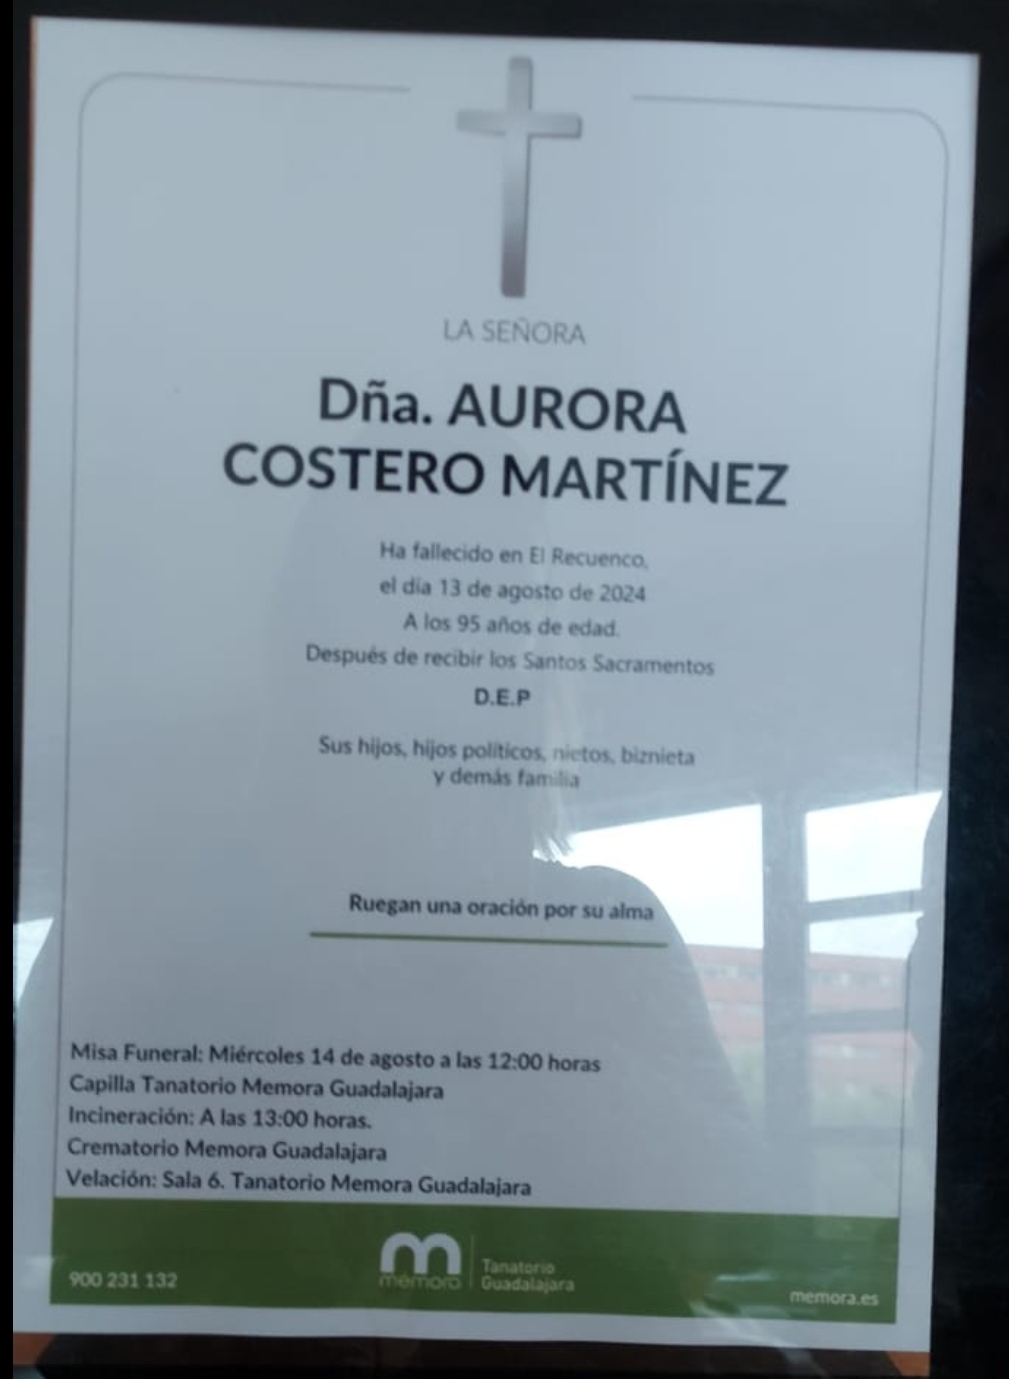 LA SEÑORA
Dña. AURORA
COSTERO MARTÍNEZ
Ha fallecido en El Recuenco,
el día 13 de agosto de 2024
A los 95 años de edad.
Después de recibir los Santos Sacramentos
D.E.P
Sus hijos, hijos políticos, nietos, biznieta
y demás familia
Ruegan una oración por su alma
Misa Funeral: Miércoles 14 de agosto a las 12:00 horas
Capilla Tanatorio Memora Guadalajara
Incineración: A las 13:00 horas.
Crematorio Memora Guadalajara
Velación: Sala 6. Tanatorio Memora Guadalajara
900 231 132
m
memora
Tanatorio
Guadalajara
memora.es